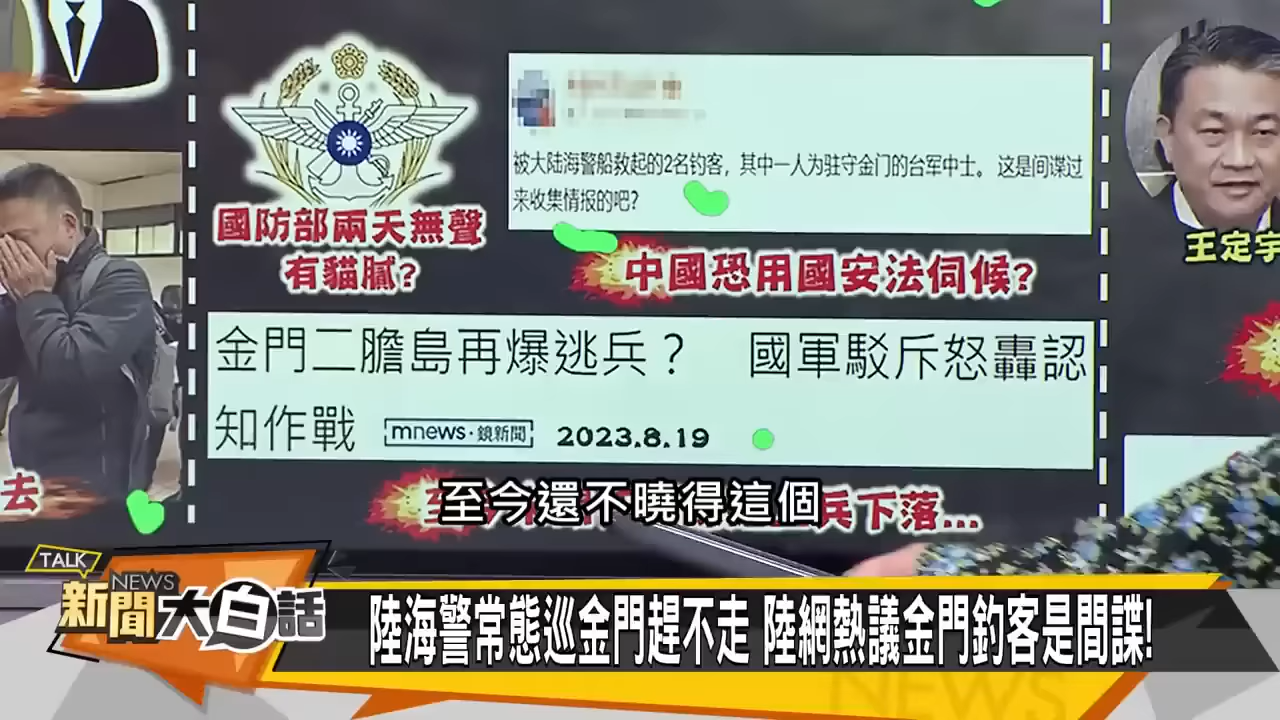 國防部兩天無聲
有貓膩?
被大陆海警船救起的2名钓客，其中一人为驻守金门的台军中士。这是间谍过
来收集情报的吧?
中國恐用國安法伺候?
王定宇
金門二膽島再爆逃兵？ 國軍駁斥怒轟認
知作戰 mnews·鏡新聞 2023.8.19
去
至今還不曉得這個
兵下落...
TALK
NEWS
新聞大白話
陸海警常態巡金門趕不走 陸網熱議金門釣客是間諜!
NEWS